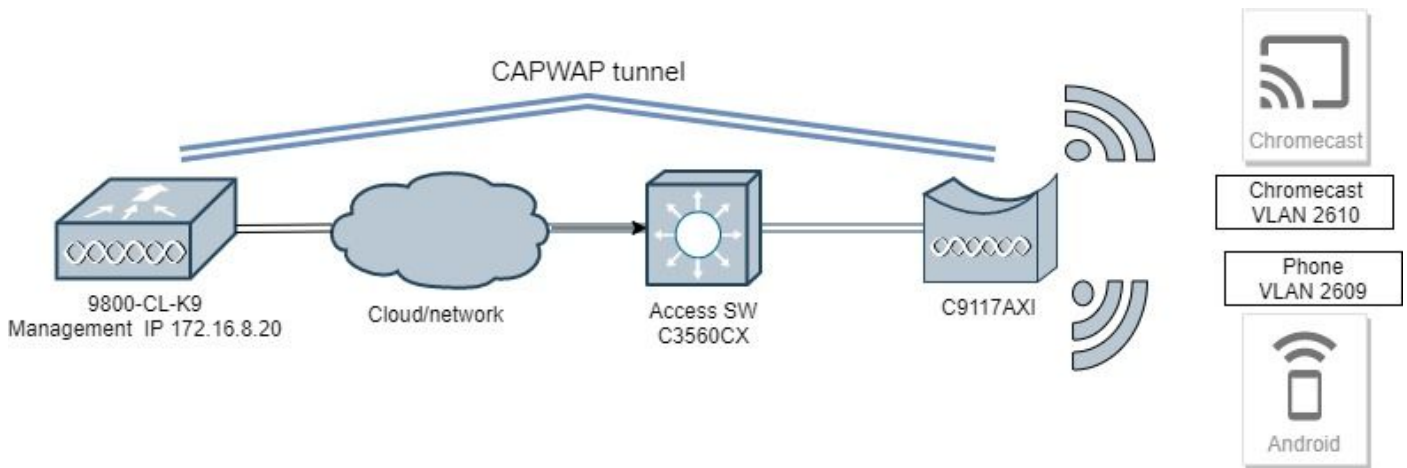 CAPWAP tunnel
9800-CL-K9
Management IP 172.16.8.20
Cloud/network
Access SW
C3560CX
C9117AXI
Chromecast
Chromecast
VLAN 2610
Phone
VLAN 2609
Android